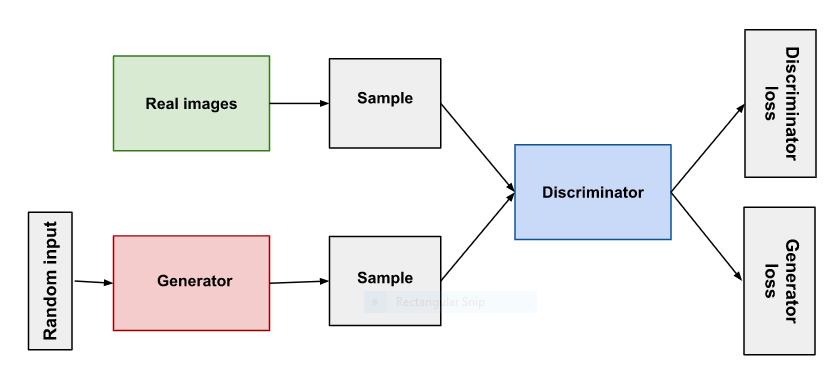 Real images
Sample
Discriminator
loss
Discriminator
Random input
Generator
Sample
Rectangular Snip
Generator
loss